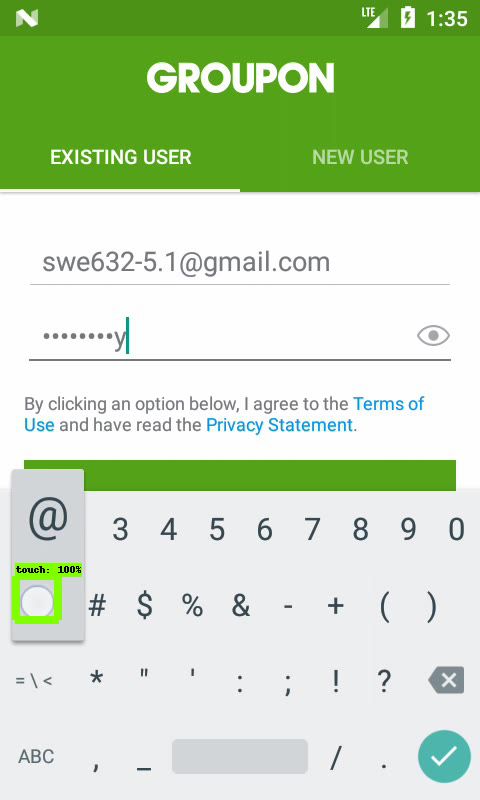 LTE 1:35
GROUPON
EXISTING USER NEW USER
swe632-5.1@gmail.com
••••••••y
By clicking an option below, I agree to the Terms of
Use and have read the Privacy Statement.
@ 3 4 5 6 7 8 9 0
touch: 100%
# $ % & - + ( )
= \ < * " ' : ; ! ?
ABC , _ / .